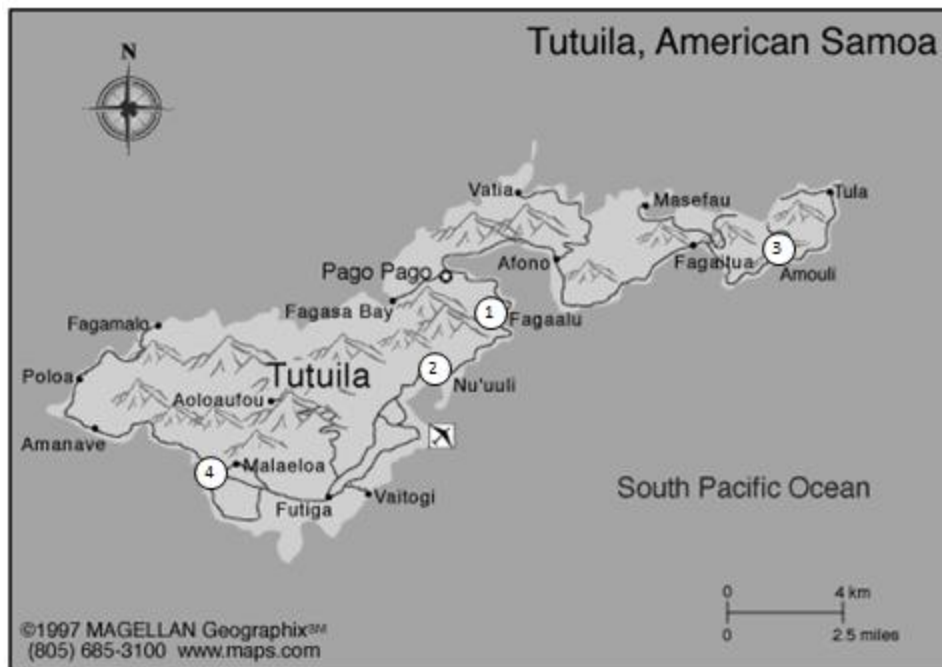 Tutuila, American Samoa
N
Vatia
Masefau
Tula
3
Afono
Fagaitua
Amouli
Pago Pago
Fagasa Bay
1
Fagaalu
Fagamalo
2
Poloa
Tutuila
Nu'uuli
Aoloaufou
Amanave
4
Malaeloa
Futiga
Vaitogi
South Pacific Ocean
0 4 km
0 2.5 miles
©1997 MAGELLAN Geographix℠
(805) 685-3100 www.maps.com